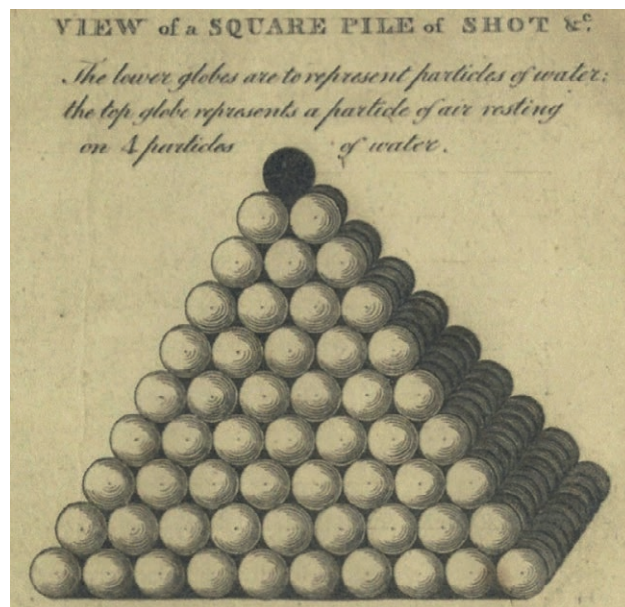 VIEW of a SQUARE PILE of SHOT &c.
The lower globes are to represent particles of water;
the top globe represents a particle of air resting
on 4 particles of water.